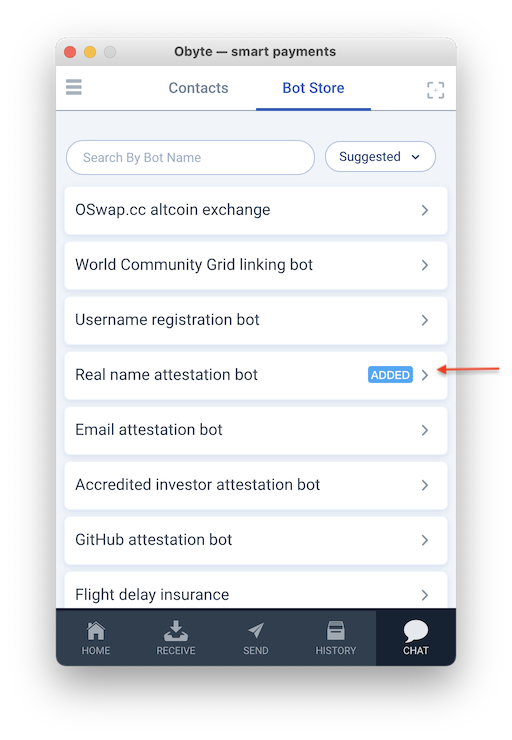 Obyte — smart payments
Contacts
Bot Store
Search By Bot Name
Suggested
OSwap.cc altcoin exchange
World Community Grid linking bot
Username registration bot
Real name attestation bot
ADDED
Email attestation bot
Accredited investor attestation bot
GitHub attestation bot
Flight delay insurance
HOME
RECEIVE
SEND
HISTORY
CHAT